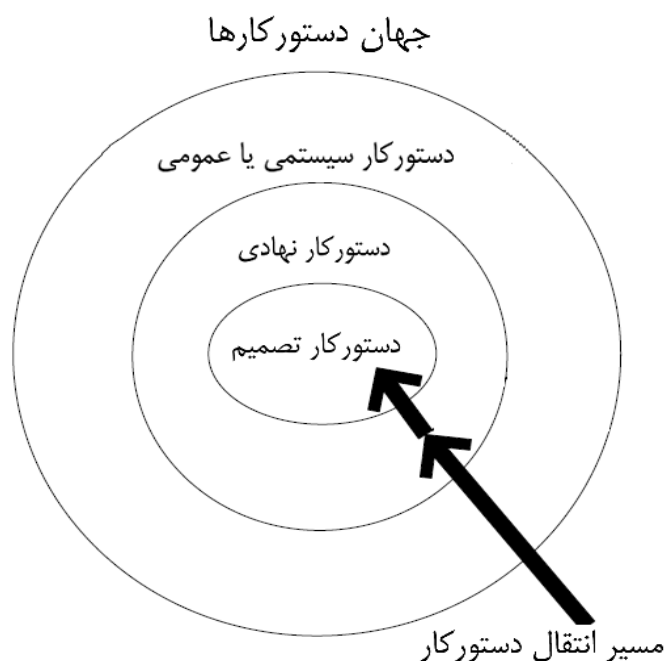 جهان دستورکارها
دستورکار سیستمی یا عمومی
دستورکار نهادی
دستورکار تصمیم
مسیر انتقال دستورکار